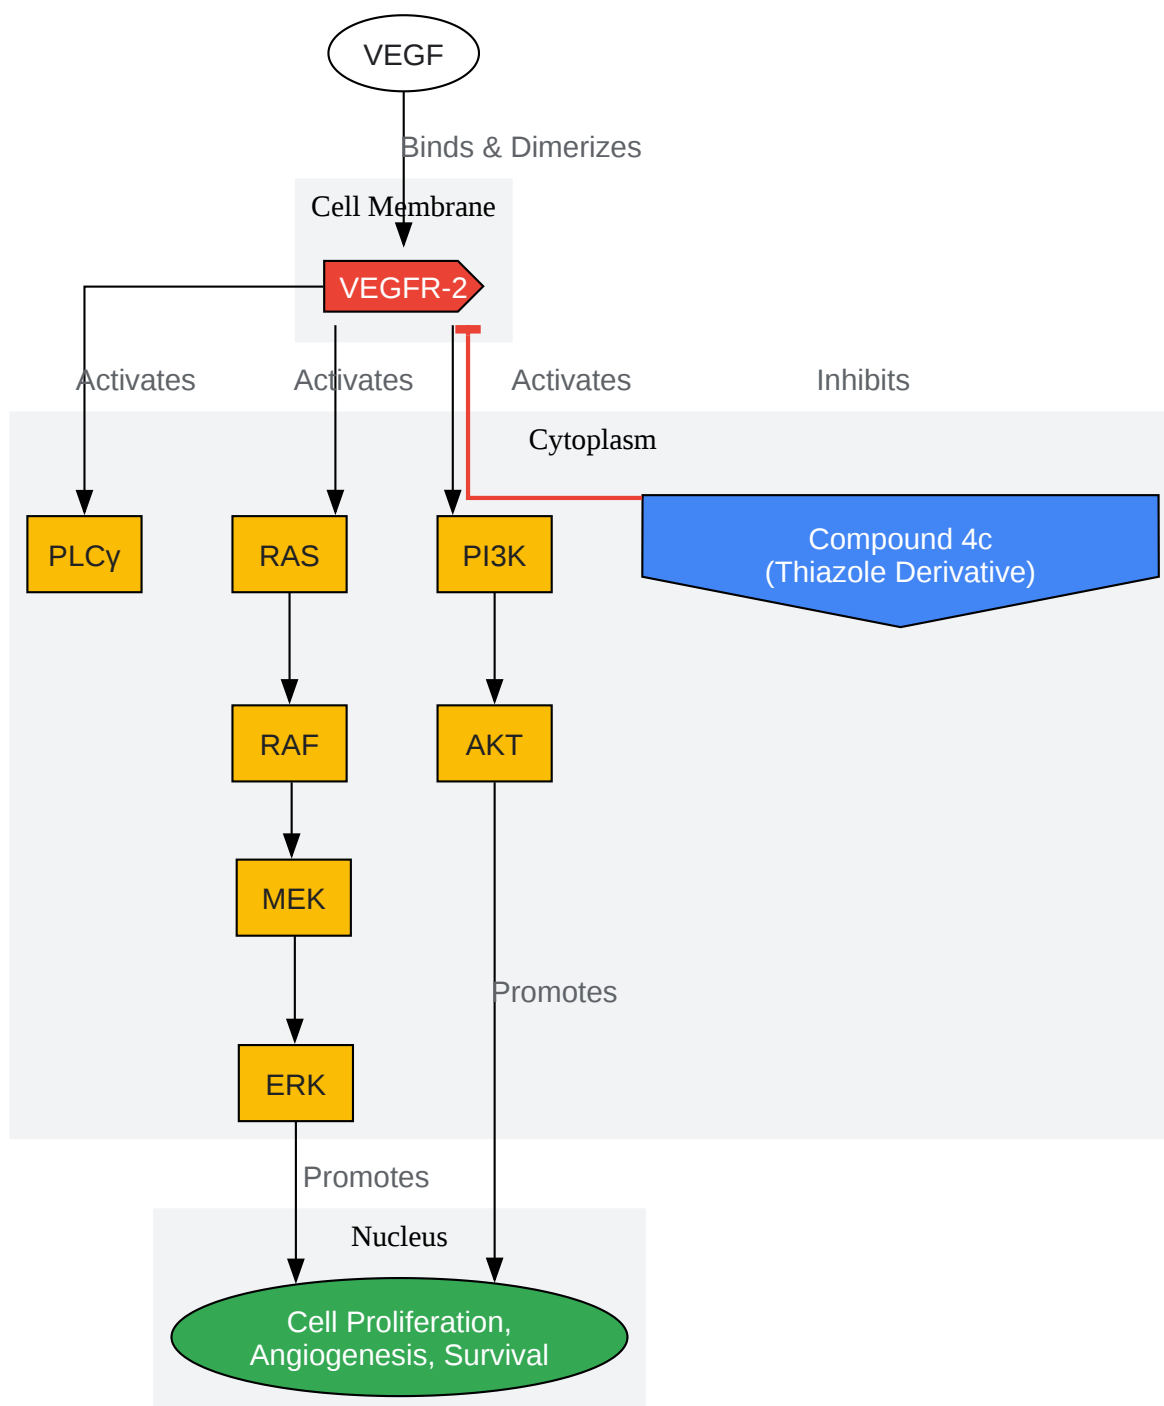 VEGF
Binds & Dimerizes
Cell Membrane
VEGFR-2
Activates
Activates
Activates
Inhibits
Cytoplasm
PLCγ
RAS
PI3K
Compound 4c
(Thiazole Derivative)
RAF
AKT
MEK
Promotes
ERK
Promotes
Nucleus
Cell Proliferation,
Angiogenesis, Survival